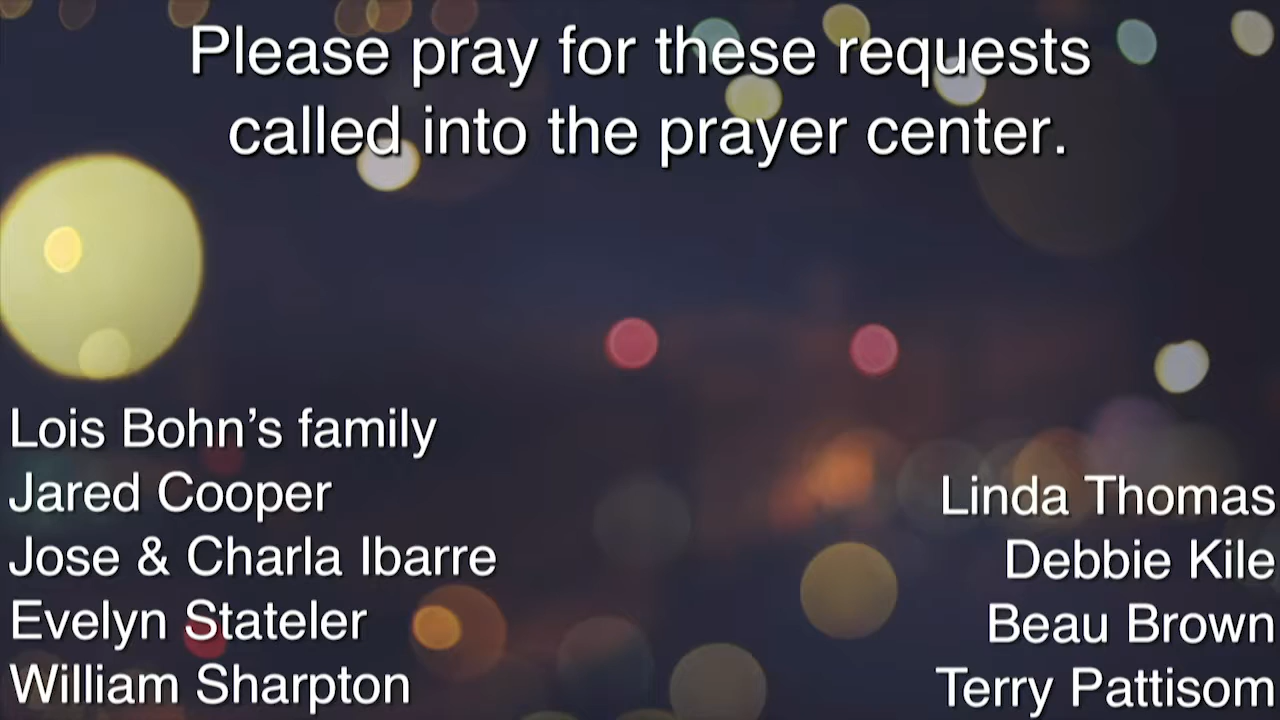 Please pray for these requests
called into the prayer center.
Lois Bohn’s family
Jared Cooper
Jose & Charla Ibarre
Evelyn Stateler
William Sharpton
Linda Thomas
Debbie Kile
Beau Brown
Terry Pattisom